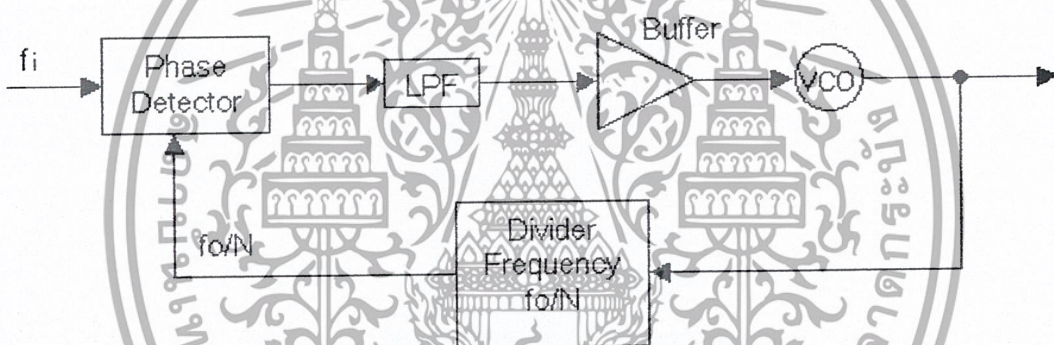 fi
Phase
Detector
LPF
Buffer
VCO
fo/N
Divider
Frequency
fo/N